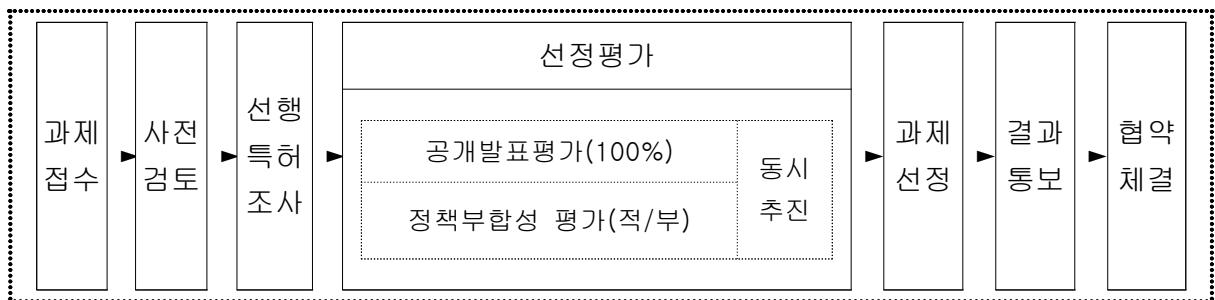 과제
접수
사전
검토
선행
특허
조사
선정평가
공개발표평가(100%)
정책부합성 평가(적/부)
동시
추진
과제
선정
결과
통보
협약
체결